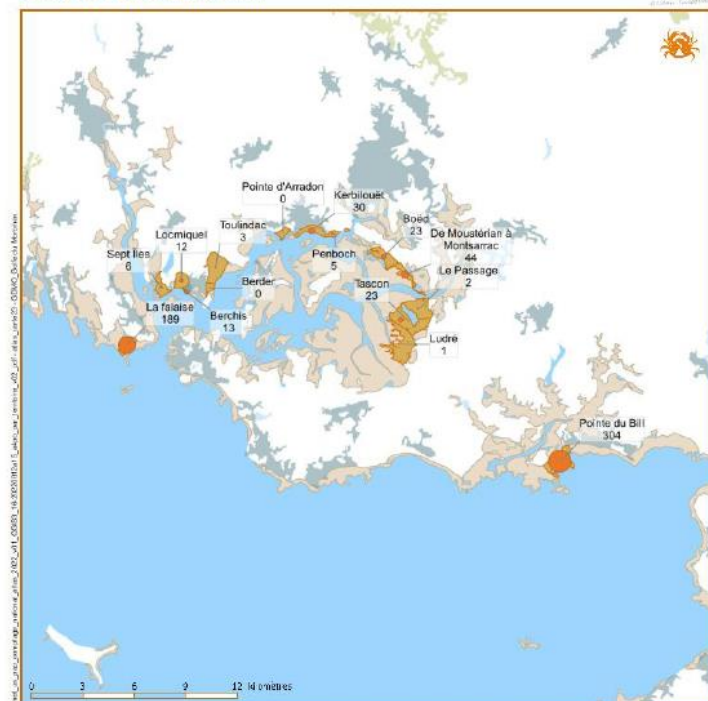 Pointe d'Arradon
0
Kerbilouët
30
Toulindac
3
Locmiquel
12
Boëd
23
De Moustérian à
Montsarrac
44
Sept Iles
6
Penboch
5
Le Passage
2
Berder
0
Tascon
23
La falaise
189
Berchis
13
Ludré
1
Pointe du Bill
304
0 3 6 9 12 kilomètres